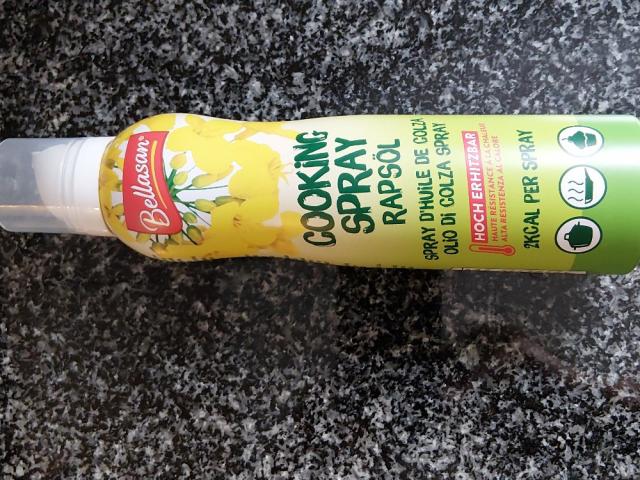 Bellasan
COOKING
SPRAY
RAPSÖL
SPRAY D'HUILE DE COLZA
OLIO DI COLZA SPRAY
HOCH ERHITZBAR
HAUTE RESISTANCE A LA CHALEUR
ALTA RESISTENZA AL CALORE
2KCAL PER SPRAY